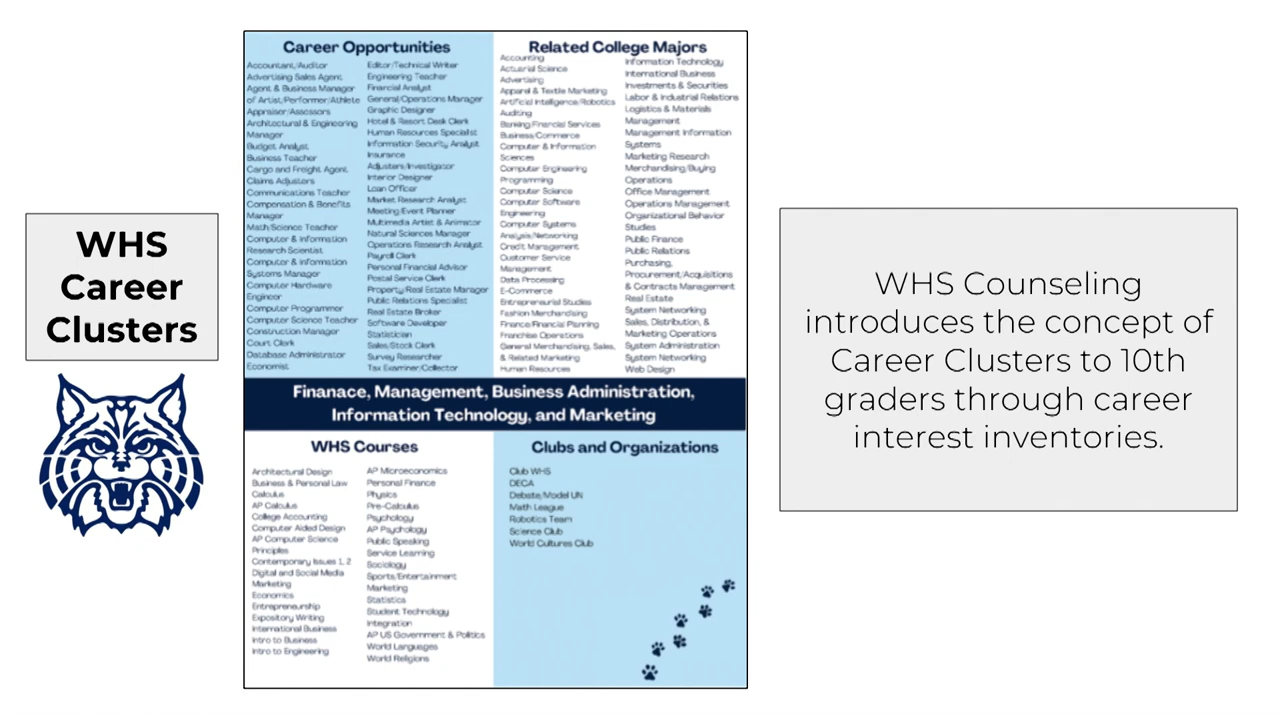 WHS
Career
Clusters
Career Opportunities
Accountant/Auditor
Advertising Sales Agent
Agent & Business Manager
of Artist/Performer/Athlete
Appraiser/Assessors
Architectural & Engineering
Manager
Budget Analyst
Business Teacher
Cargo and Freight Agent
Claims Adjusters
Communications Teacher
Compensation & Benefits
Manager
Math/Science Teacher
Computer & Information
Research Scientist
Computer & Information
Systems Manager
Computer Hardware
Engineer
Computer Programmer
Computer Science Teacher
Construction Manager
Court Clerk
Database Administrator
Economist
Editor/Technical Writer
Engineering Teacher
Financial Analyst
General/Operations Manager
Graphic Designer
Hotel & Resort Desk Clerk
Human Resources Specialist
Information Security Analyst
Insurance
Adjusters/Investigator
Interior Designer
Loan Officer
Market Research Analyst
Meeting/Event Planner
Multimedia Artist & Animator
Natural Sciences Manager
Operations Research Analyst
Payroll Clerk
Personal Financial Advisor
Postal Service Clerk
Property/Real Estate Manager
Public Relations Specialist
Real Estate Broker
Software Developer
Statistician
Sales/Stock Clerk
Survey Researcher
Tax Examiner/Collector
Related College Majors
Accounting
Actuarial Science
Advertising
Apparel & Textile Marketing
Artificial Intelligence/Robotics
Auditing
Banking/Financial Services
Business/Commerce
Computer & Information
Sciences
Computer Engineering
Programming
Computer Science
Computer Software
Engineering
Computer Systems
Analysis/Networking
Credit Management
Customer Service
Management
Data Processing
E-Commerce
Entrepreneurial Studies
Fashion Merchandising
Finance/Financial Planning
Franchise Operations
General Merchandising, Sales,
& Related Marketing
Human Resources
Information Technology
International Business
Investments & Securities
Labor & Industrial Relations
Logistics & Materials
Management
Management Information
Systems
Marketing Research
Merchandising/Buying
Operations
Office Management
Operations Management
Organizational Behavior
Studies
Public Finance
Public Relations
Purchasing,
Procurement/Acquisitions
& Contracts Management
Real Estate
System Networking
Sales, Distribution, &
Marketing Operations
System Administration
System Networking
Web Design
Finanace, Management, Business Administration,
Information Technology, and Marketing
WHS Courses
Architectural Design
Business & Personal Law
Calculus
AP Calculus
College Accounting
Computer Aided Design
AP Computer Science
Principles
Contemporary Issues 1, 2
Digital and Social Media
Marketing
Economics
Entrepreneurship
Expository Writing
International Business
Intro to Business
Intro to Engineering
AP Microeconomics
Personal Finance
Physics
Pre-Calculus
Psychology
AP Psychology
Public Speaking
Service Learning
Sociology
Sports/Entertainment
Marketing
Statistics
Student Technology
Integration
AP US Government & Politics
World Languages
World Religions
Clubs and Organizations
Club WHS
DECA
Debate/Model UN
Math League
Robotics Team
Science Club
World Cultures Club
WHS Counseling
introduces the concept of
Career Clusters to 10th
graders through career
interest inventories.